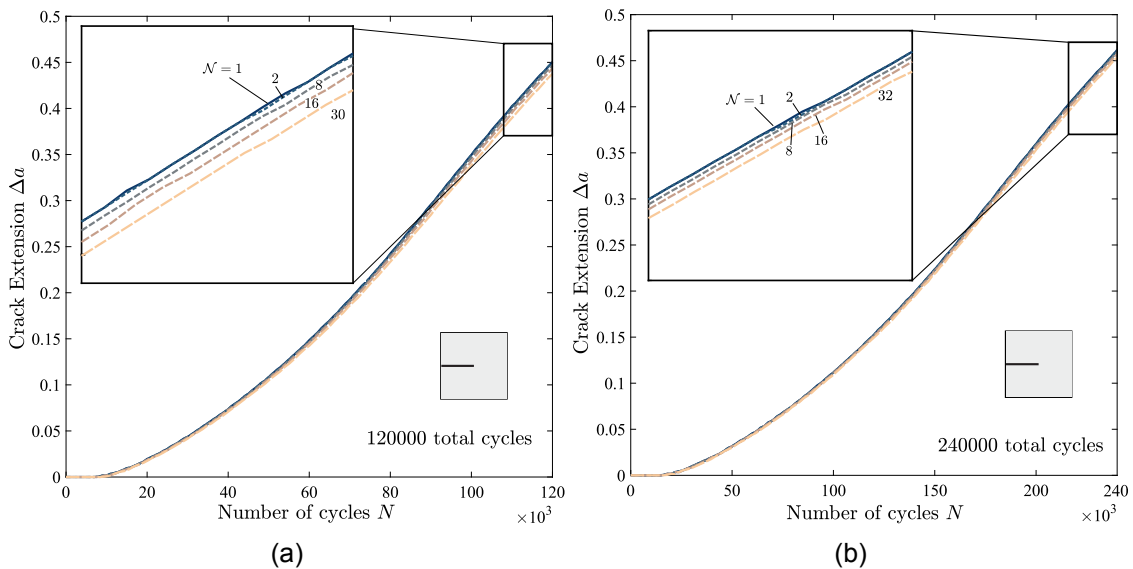 0.5
0.45
0.4
0.35
0.3
0.25
0.2
0.15
0.1
0.05
0
Crack Extension Δa
𝒩 = 1
2
8
16
30
120000 total cycles
0 20 40 60 80 100 120
Number of cycles N
×10³
(a)
0.5
0.45
0.4
0.35
0.3
0.25
0.2
0.15
0.1
0.05
0
Crack Extension Δa
𝒩 = 1
2
8
16
32
240000 total cycles
0 50 100 150 200 240
Number of cycles N
×10³
(b)